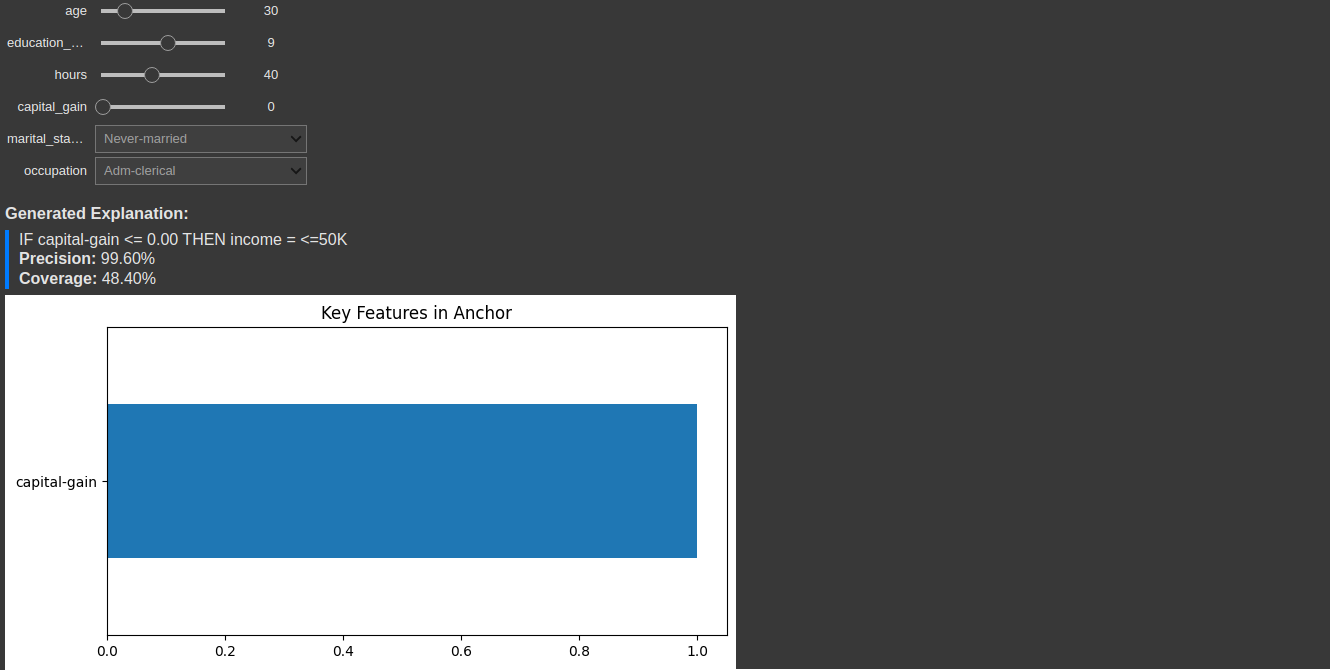 age 30
education_... 9
hours 40
capital_gain 0
marital_sta... Never-married
occupation Adm-clerical
Generated Explanation:
IF capital-gain <= 0.00 THEN income = <=50K
Precision: 99.60%
Coverage: 48.40%
Key Features in Anchor
capital-gain
0.0 0.2 0.4 0.6 0.8 1.0